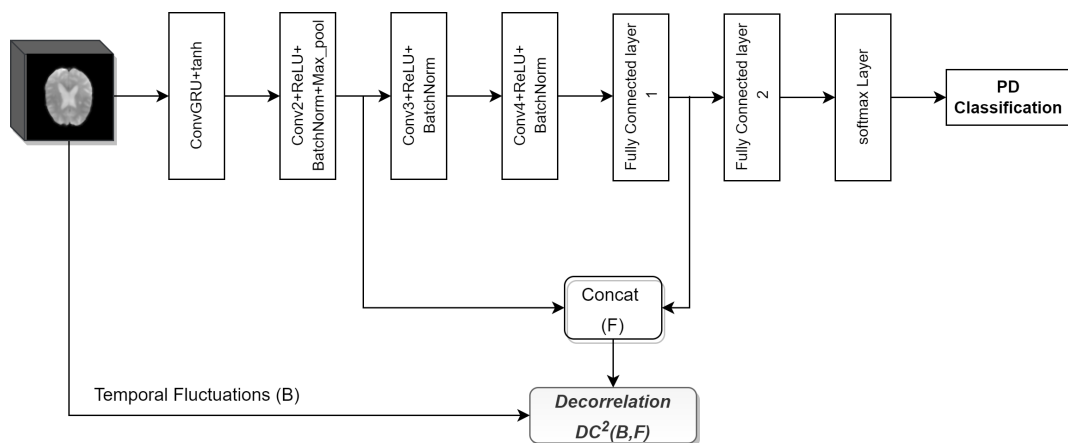 ConvGRU+tanh
Conv2+ReLU+
BatchNorm+Max_pool
Conv3+ReLU+
BatchNorm
Conv4+ReLU+
BatchNorm
Fully Connected layer
1
Fully Connected layer
2
softmax Layer
PD
Classification
Concat
(F)
Temporal Fluctuations (B)
Decorrelation
DC²(B,F)